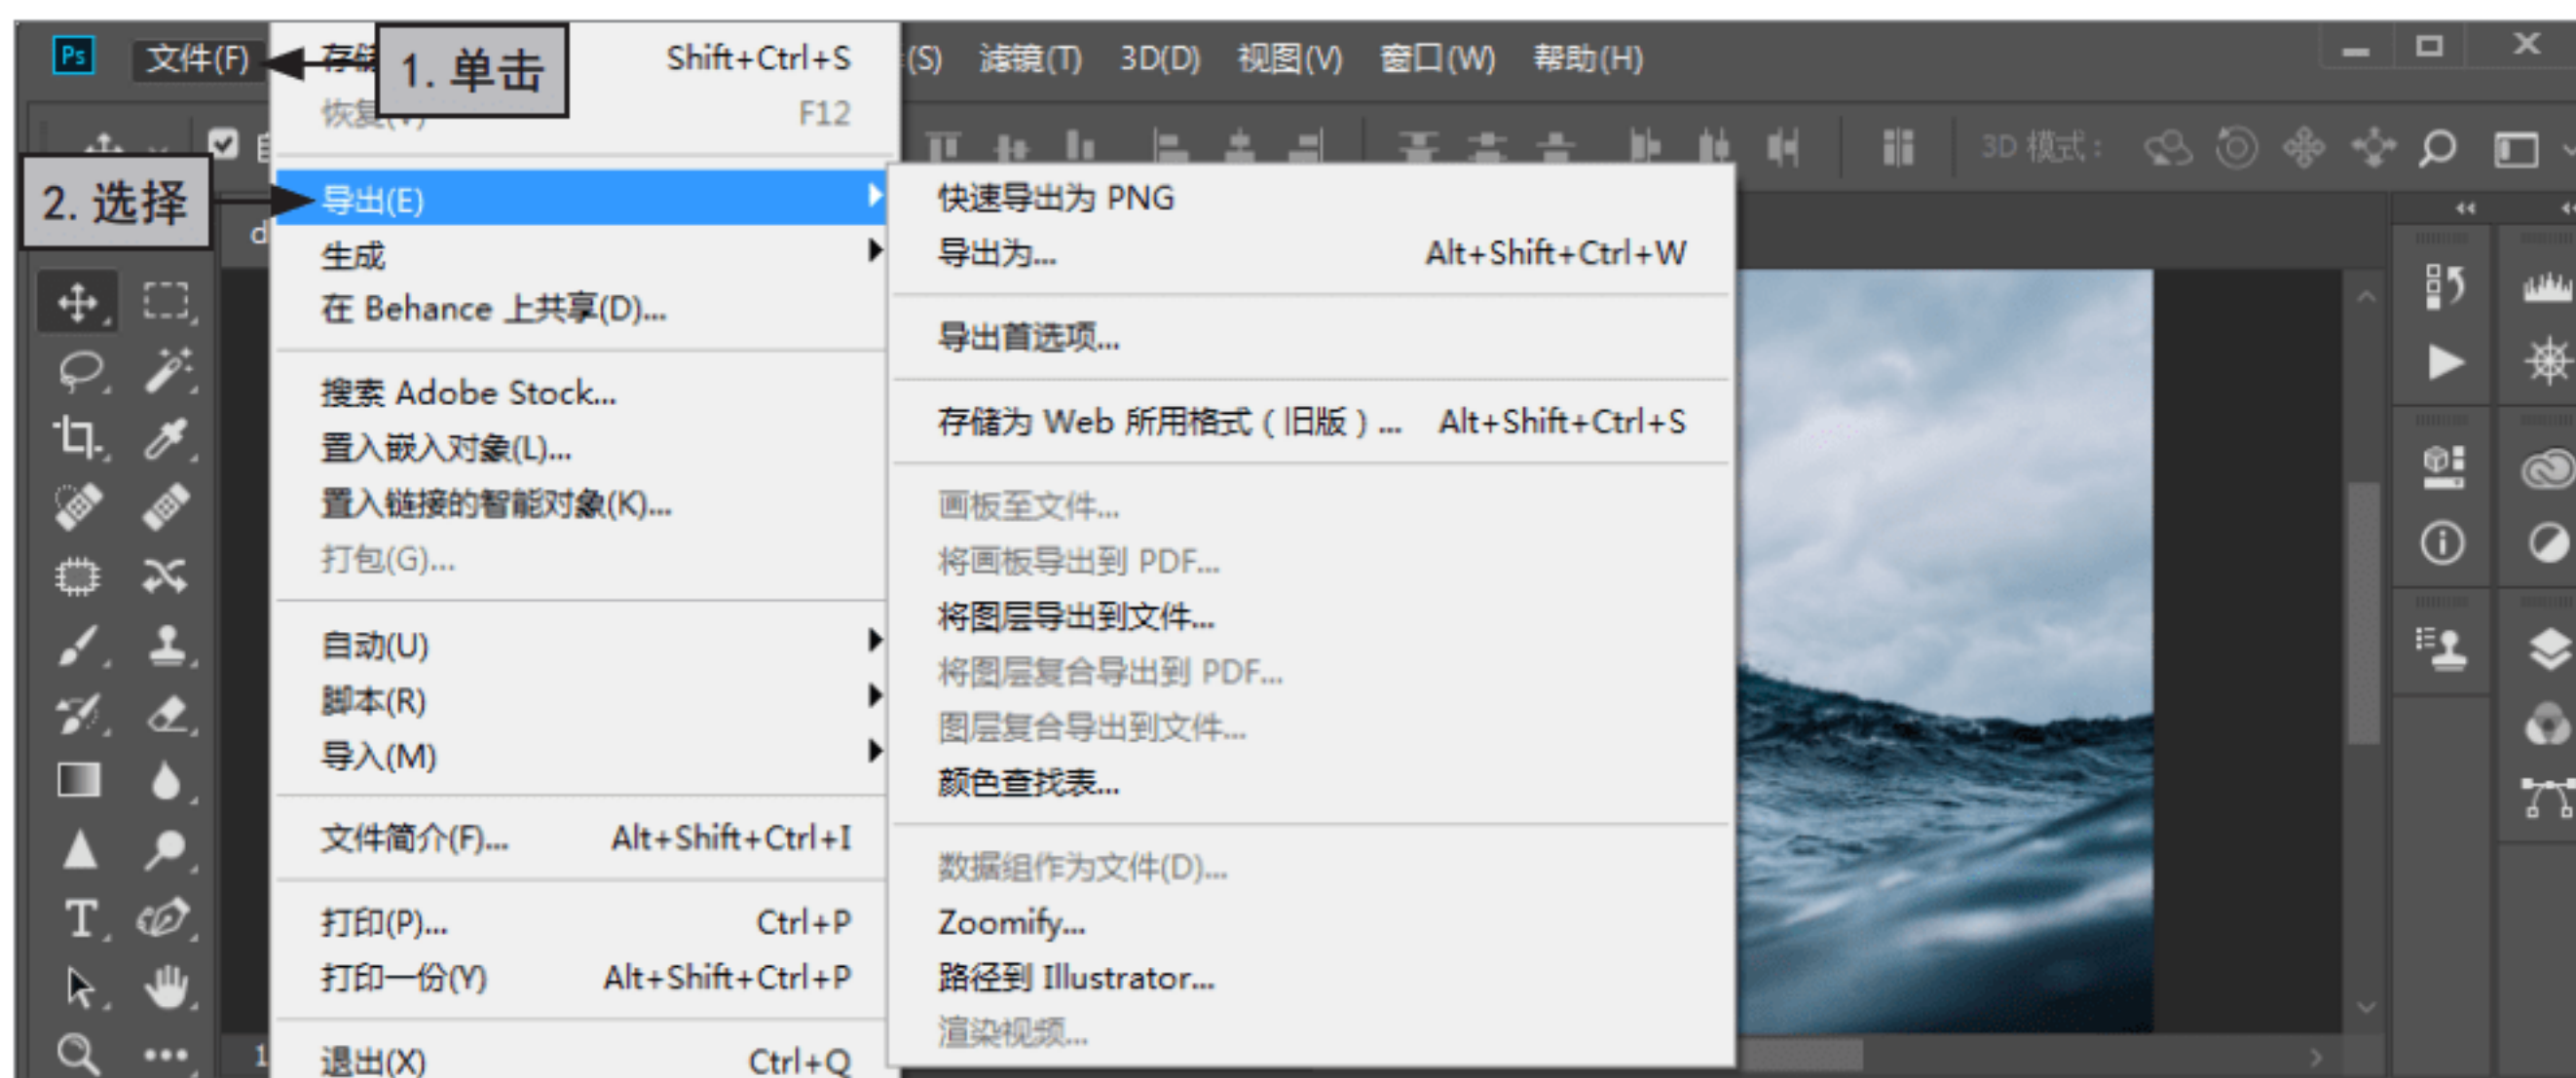 Ps 文件(F) (S) 滤镜(T) 3D(D) 视图(V) 窗口(W) 帮助(H)
1. 单击
2. 选择
3D 模式：
Shift+Ctrl+S
恢复(V) F12
导出(E)
生成
在 Behance 上共享(D)...
搜索 Adobe Stock...
置入嵌入对象(L)...
置入链接的智能对象(K)...
打包(G)...
自动(U)
脚本(R)
导入(M)
文件简介(F)... Alt+Shift+Ctrl+I
打印(P)... Ctrl+P
打印一份(Y) Alt+Shift+Ctrl+P
退出(X) Ctrl+Q
快速导出为 PNG
导出为... Alt+Shift+Ctrl+W
导出首选项...
存储为 Web 所用格式（旧版）... Alt+Shift+Ctrl+S
画板至文件...
将画板导出到 PDF...
将图层导出到文件...
将图层复合导出到 PDF...
图层复合导出到文件...
颜色查找表...
数据组作为文件(D)...
Zoomify...
路径到 Illustrator...
渲染视频...